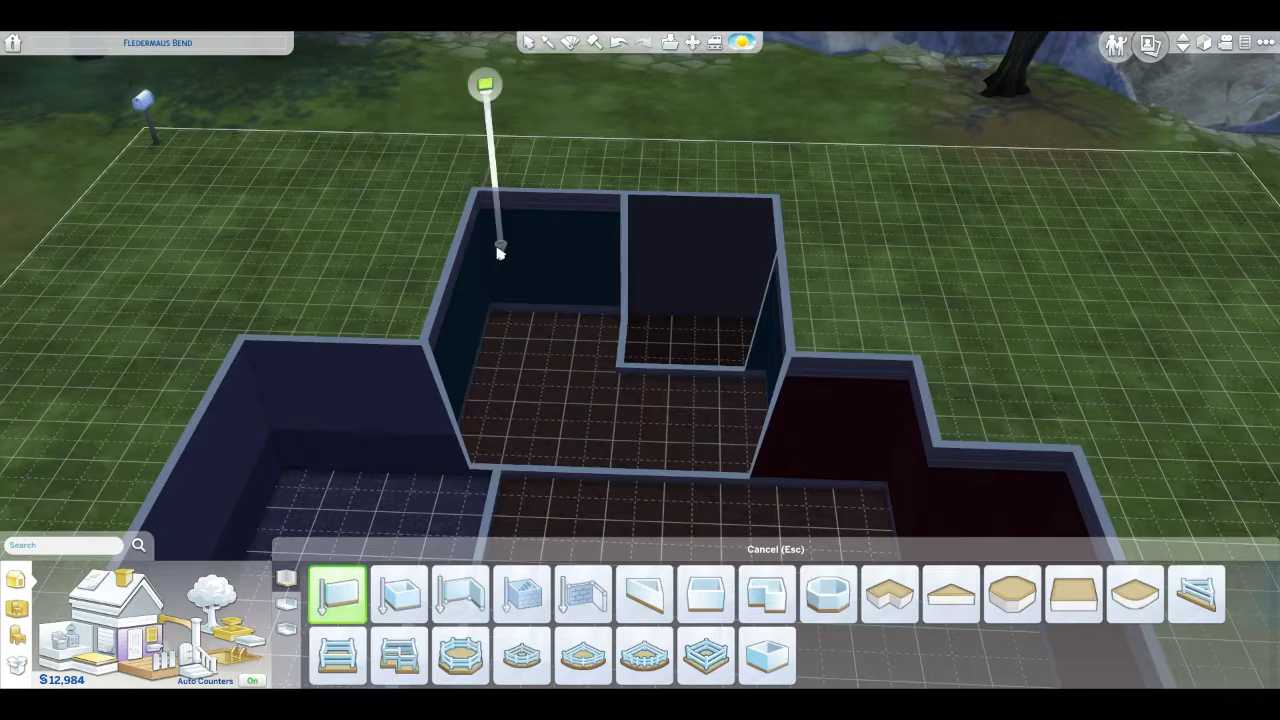 FLEDERMAUS BEND
Cancel (Esc)
Search
§12,984
Auto Counters On